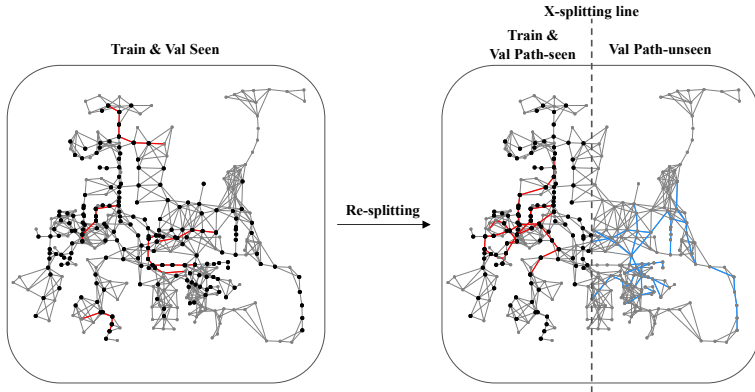 X-splitting line
Train & Val Seen
Train &
Val Path-seen
Val Path-unseen
Re-splitting